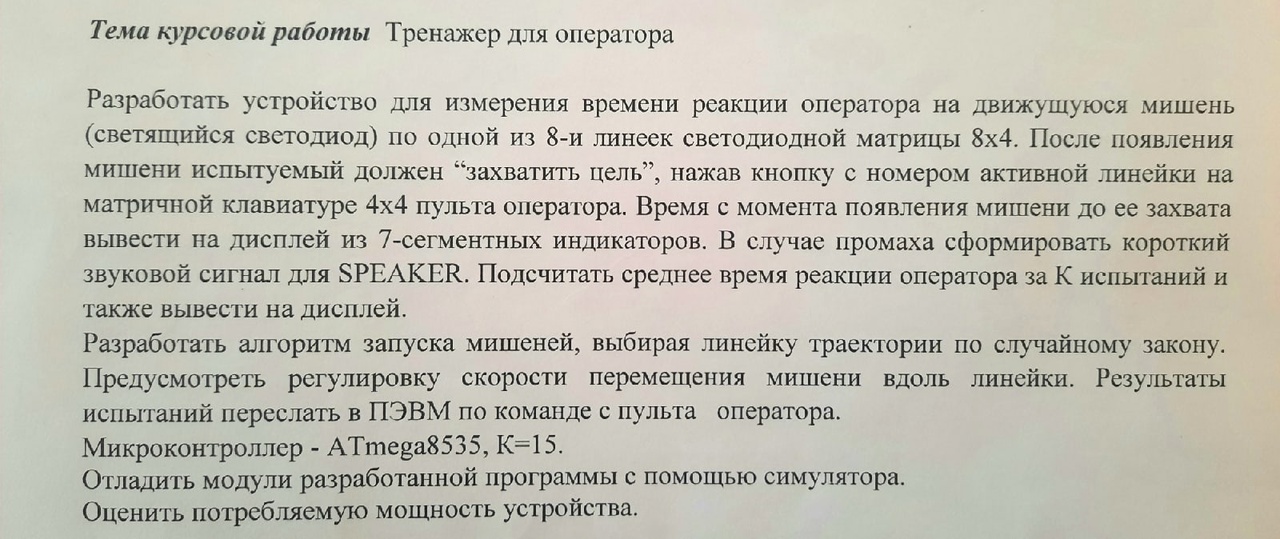 Тема курсовой работы Тренажер для оператора
Разработать устройство для измерения времени реакции оператора на движущуюся мишень
(светящийся светодиод) по одной из 8-и линеек светодиодной матрицы 8х4. После появления
мишени испытуемый должен “захватить цель”, нажав кнопку с номером активной линейки на
матричной клавиатуре 4х4 пульта оператора. Время с момента появления мишени до ее захвата
вывести на дисплей из 7-сегментных индикаторов. В случае промаха сформировать короткий
звуковой сигнал для SPEAKER. Подсчитать среднее время реакции оператора за К испытаний и
также вывести на дисплей.
Разработать алгоритм запуска мишеней, выбирая линейку траектории по случайному закону.
Предусмотреть регулировку скорости перемещения мишени вдоль линейки. Результаты
испытаний переслать в ПЭВМ по команде с пульта оператора.
Микроконтроллер - ATmega8535, К=15.
Отладить модули разработанной программы с помощью симулятора.
Оценить потребляемую мощность устройства.